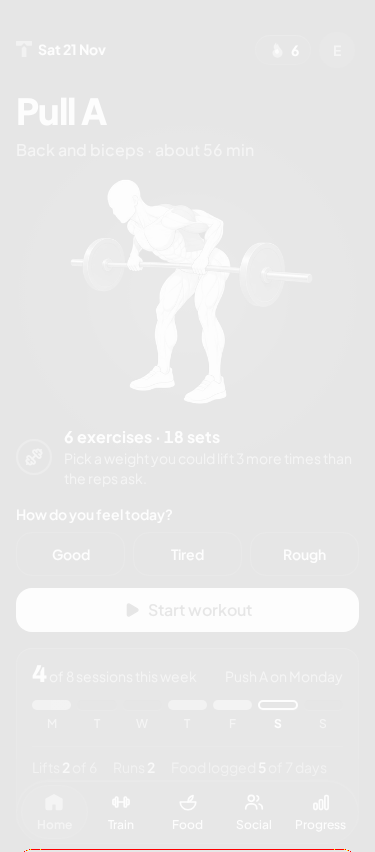 Sat 21 Nov
6
E
Pull A
Back and biceps · about 56 min
6 exercises · 18 sets
Pick a weight you could lift 3 more times than
the reps ask.
How do you feel today?
Good Tired Rough
Start workout
4 of 8 sessions this week Push A on Monday
M T W T F S S
Lifts 2 of 6 Runs 2 Food logged 5 of 7 days
Home Train Food Social Progress